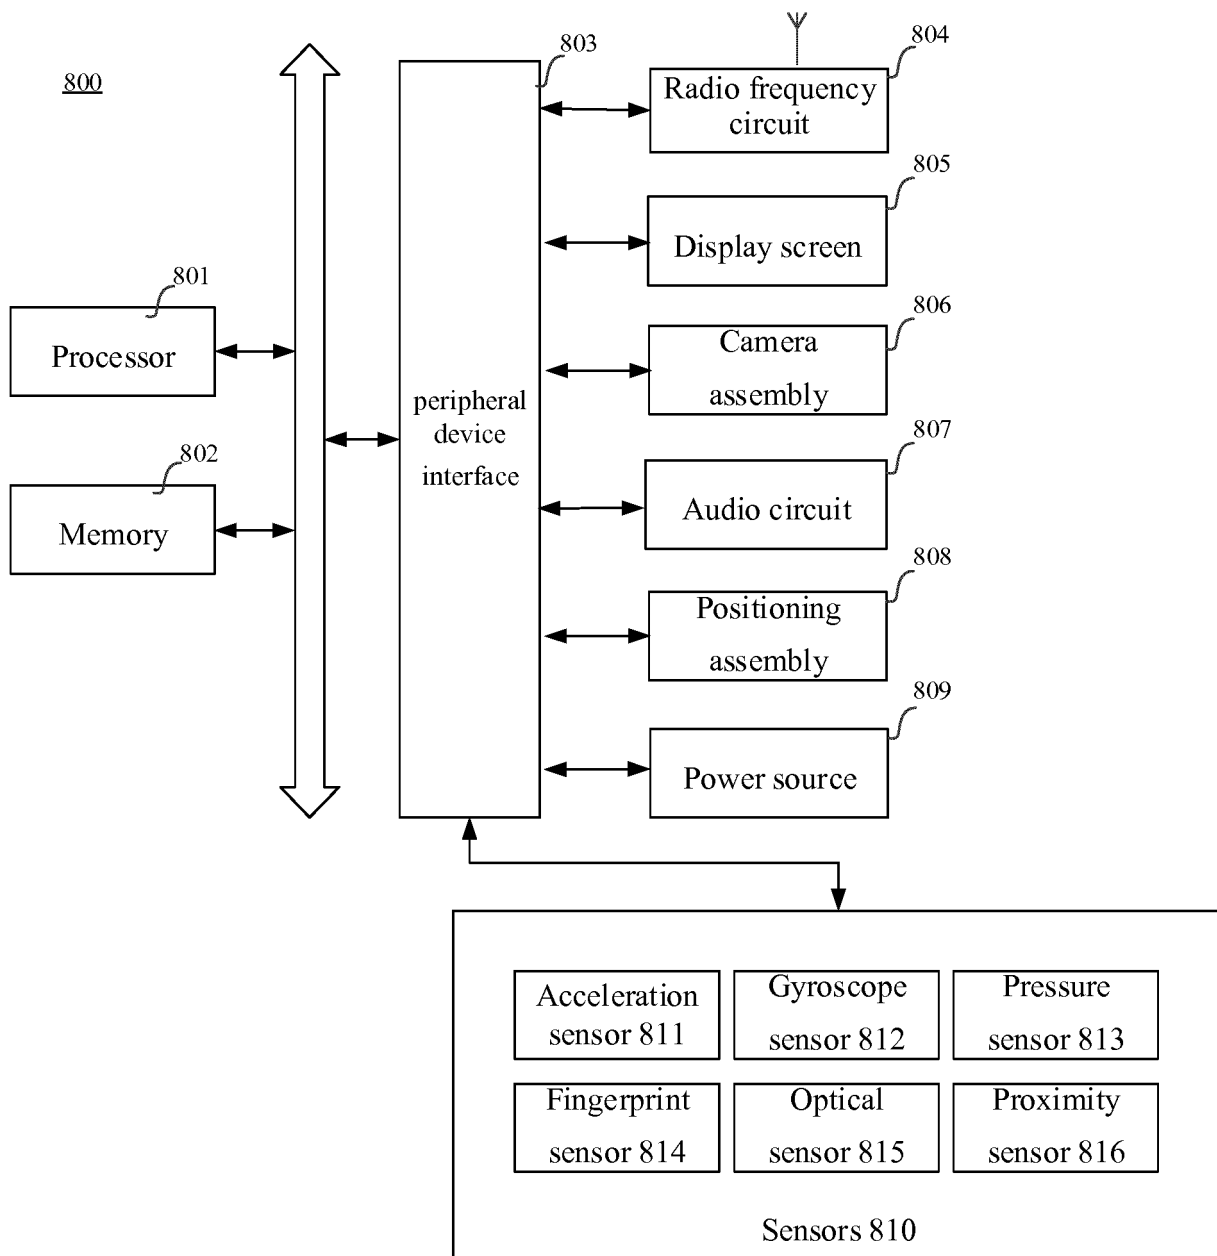 800
801
Processor
802
Memory
803
peripheral
device
interface
804
Radio frequency
circuit
805
Display screen
806
Camera
assembly
807
Audio circuit
808
Positioning
assembly
809
Power source
Acceleration
sensor 811
Gyroscope
sensor 812
Pressure
sensor 813
Fingerprint
sensor 814
Optical
sensor 815
Proximity
sensor 816
Sensors 810